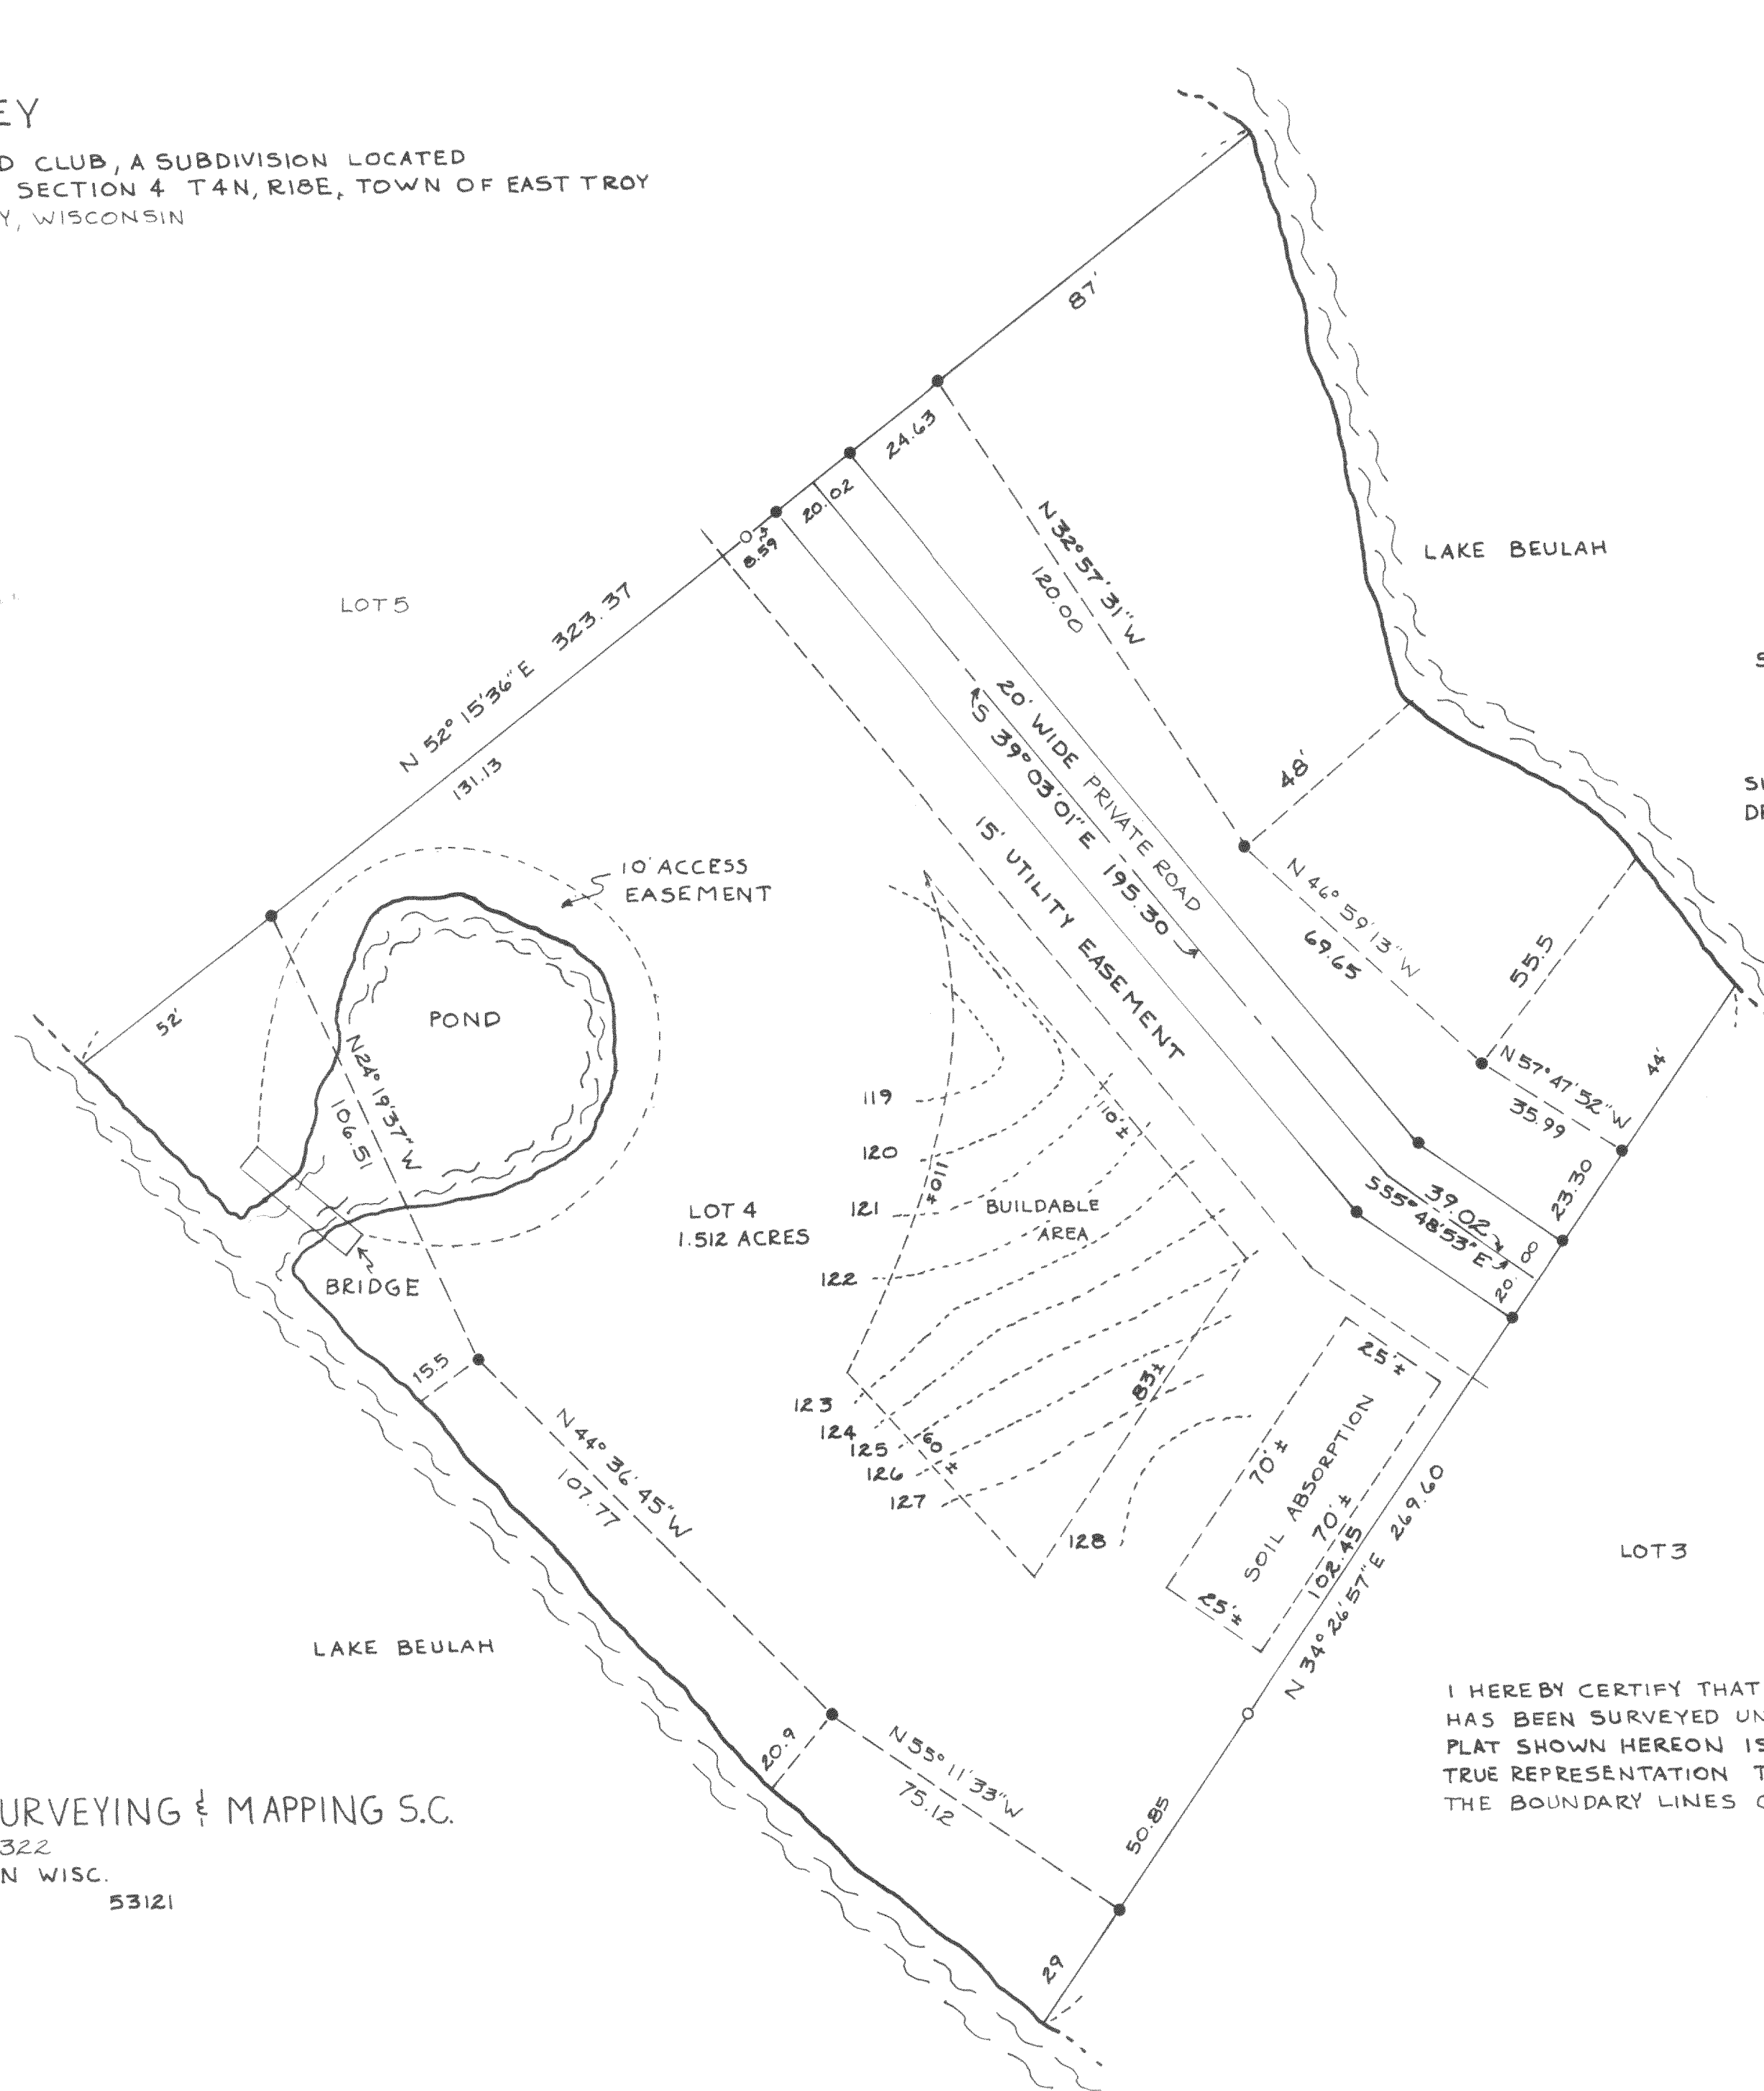 EY
D CLUB, A SUBDIVISION LOCATED
SECTION 4 T4N, R18E, TOWN OF EAST TROY
Y, WISCONSIN
87'
24.63
20.02
8.59
N 32° 57' 31" W
120.00
LAKE BEULAH
LOT 5
N 52° 15' 36" E 323.37
131.13
20' WIDE PRIVATE ROAD
S 39° 03' 01" E 195.30
15' UTILITY EASEMENT
48'
N 46° 59' 13" W
69.65
55.5
N 57° 47' 52" W
35.99
44'
23.30
39.02
S55° 48' 53" E
20.00
10' ACCESS
EASEMENT
POND
52'
N 24° 19' 37" W
106.51
BRIDGE
LOT 4
1.512 ACRES
119
120
121
122
123
124
125
126
127
128
110'±
110±
BUILDABLE
AREA
83±
60±
25'±
70'±
SOIL ABSORPTION
70'±
25'±
102.45
N 34° 26' 57" E 269.60
LOT 3
15.5
N 44° 36' 45" W
107.77
LAKE BEULAH
20.9
N 55° 11' 33" W
75.12
50.85
29
S
SU
DE
I HEREBY CERTIFY THAT
HAS BEEN SURVEYED UN
PLAT SHOWN HEREON IS
TRUE REPRESENTATION T
THE BOUNDARY LINES O
URVEYING & MAPPING S.C.
322
N WISC.
53121